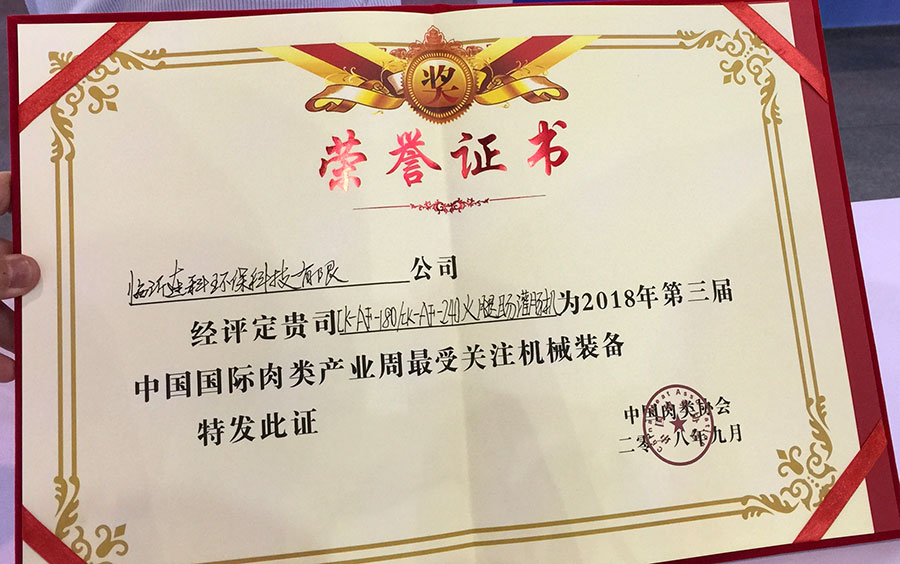 奖
荣誉证书
临沂建科环保科技有限公司
经评定贵司CK-AF-180/CK-AF-240火腿肠灌肠机为2018年第三届
中国国际肉类产业周最受关注机械装备
特发此证
中国肉类协会
二零一八年九月